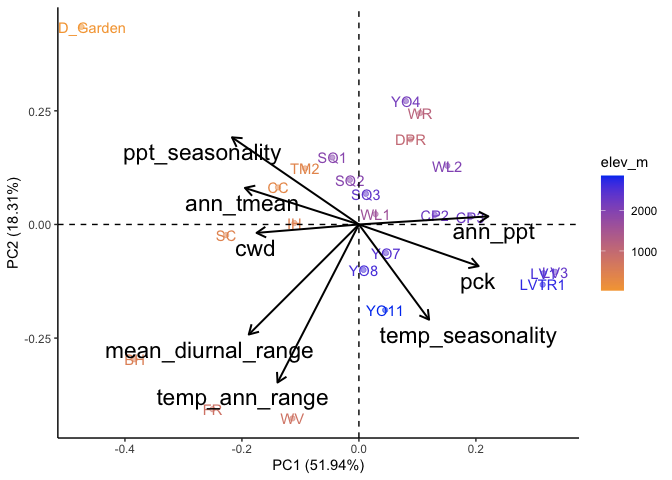 D_Garden
0.25
YO4
WR
DPR
ppt_seasonality
SQ1
TM2
WL2
elev_m
SQ2
OC
SQ3
ann_tmean
WL1
CP2
2000
IN
0.00
SC
ann_ppt
cwd
1000
YO7
YO8
LV3
LVTR1
pck
YO11
-0.25
temp_seasonality
mean_diurnal_range
BH
temp_ann_range
FR
WV
-0.4
-0.2
0.0
0.2
PC1 (51.94%)
PC2 (18.31%)